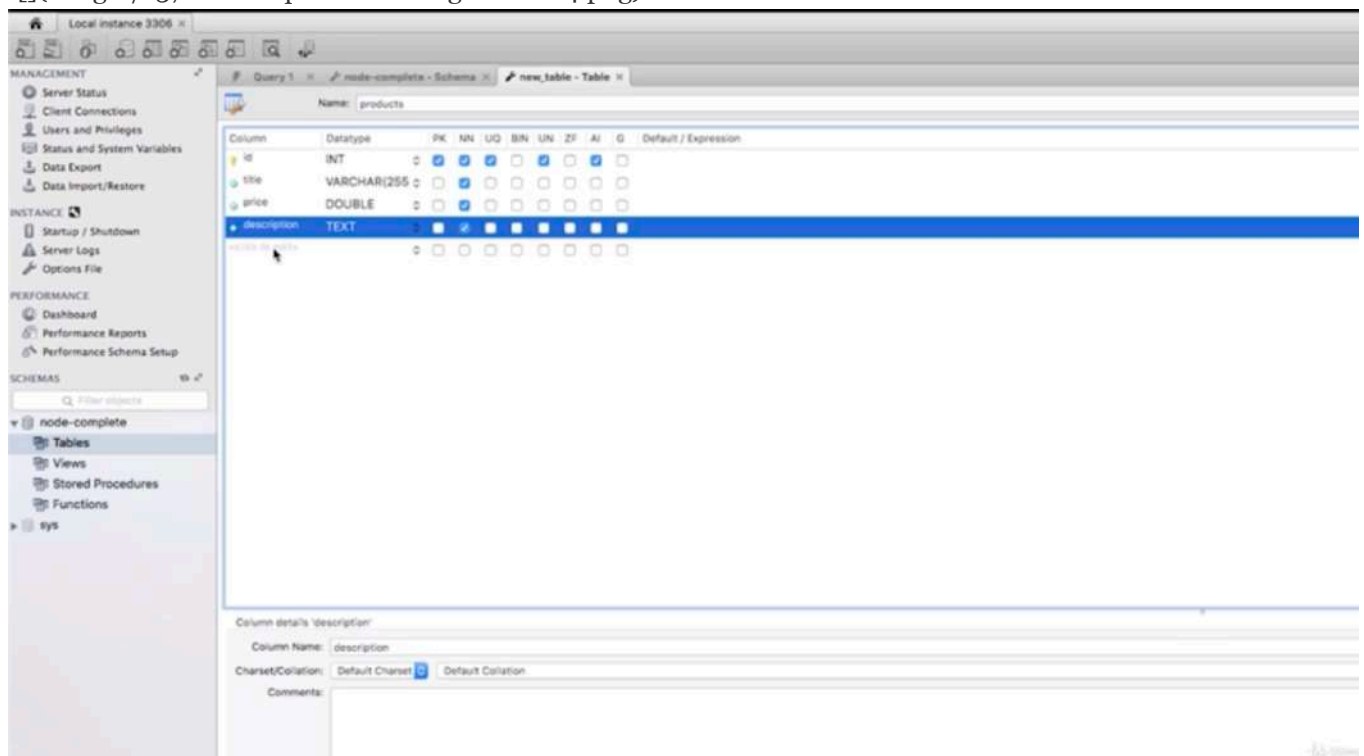 Local instance 3306
MANAGEMENT
Server Status
Client Connections
Users and Privileges
Status and System Variables
Data Export
Data Import/Restore
INSTANCE
Startup / Shutdown
Server Logs
Options File
PERFORMANCE
Dashboard
Performance Reports
Performance Schema Setup
SCHEMAS
Filter objects
node-complete
Tables
Views
Stored Procedures
Functions
sys
Query 1 node-complete - Schema new_table - Table
Name: products
Column Datatype PK NN UQ BIN UN ZF AI G Default / Expression
id INT
title VARCHAR(255
price DOUBLE
description TEXT
Column details 'description'
Column Name: description
Charset/Collation: Default Charset Default Collation
Comments: